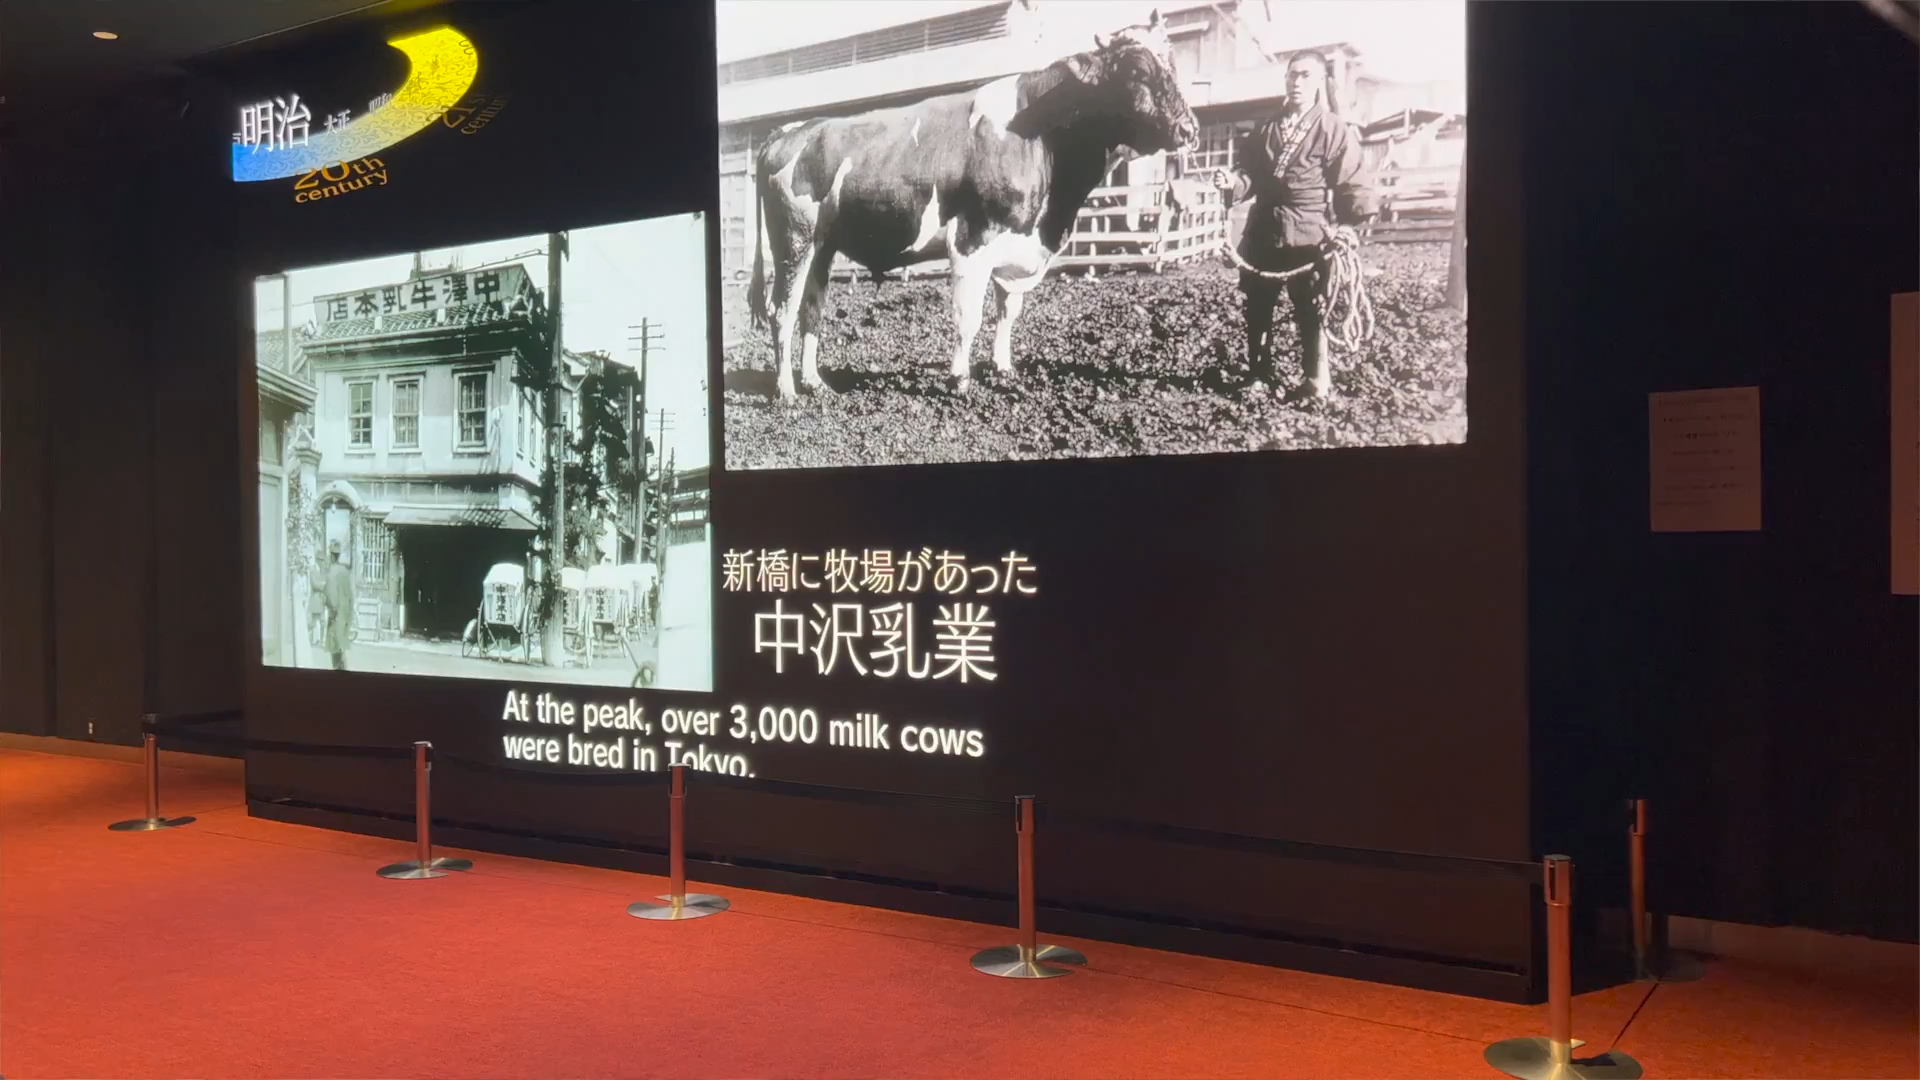 明治 大正 昭和
20th
century
21st
century
店本乳牛澤中
新橋に牧場があった
中沢乳業
At the peak, over 3,000 milk cows
were bred in Tokyo.